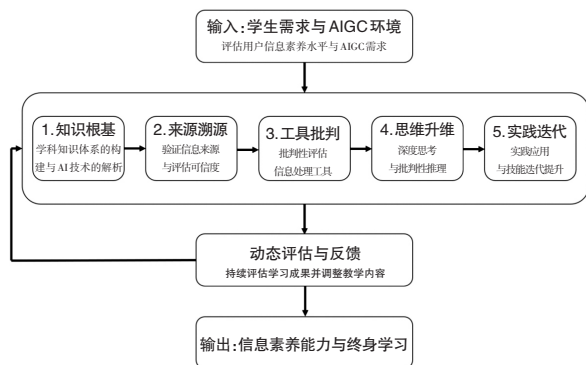 输入:学生需求与AIGC环境
评估用户信息素养水平与AIGC需求
1.知识根基
学科知识体系的构
建与AI技术的解析
2.来源溯源
验证信息来源
与评估可信度
3.工具批判
批判性评估
信息处理工具
4.思维升维
深度思考
与批判性推理
5.实践迭代
实践应用
与技能迭代提升
动态评估与反馈
持续评估学习成果并调整教学内容
输出:信息素养能力与终身学习